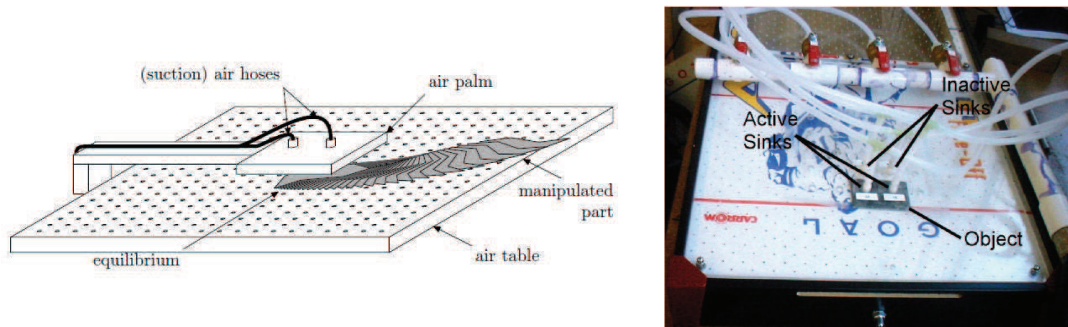 (suction) air hoses
air palm
manipulated
part
equilibrium
air table
Inactive
Sinks
Active
Sinks
Object
CARROM
GOAL